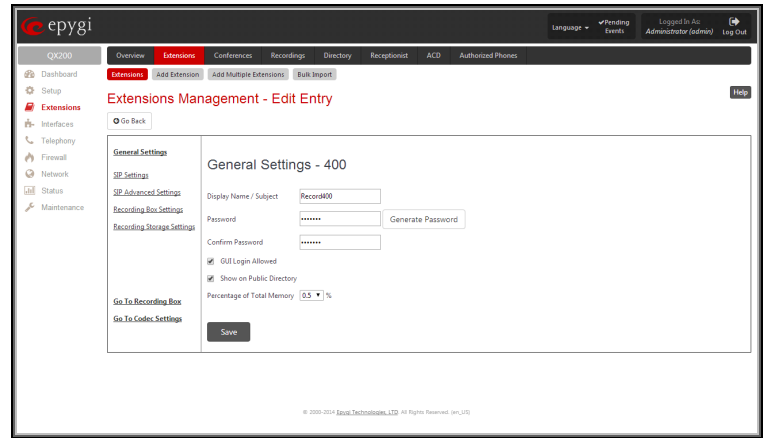 epygi
Language
Pending Events
Logged In As:
Administrator (admin)
Log Out
QX200
Overview Extensions Conferences Recordings Directory Receptionist ACD Authorized Phones
Dashboard
Setup
Extensions
Interfaces
Telephony
Firewall
Network
Status
Maintenance
Extensions Add Extension Add Multiple Extensions Bulk Import
Extensions Management - Edit Entry
Help
Go Back
General Settings
SIP Settings
SIP Advanced Settings
Recording Box Settings
Recording Storage Settings
Go To Recording Box
Go To Codec Settings
General Settings - 400
Display Name / Subject Record400
Password ••••••• Generate Password
Confirm Password •••••••
GUI Login Allowed
Show on Public Directory
Percentage of Total Memory 0.5 %
Save
© 2000-2014 Epygi Technologies, LTD. All Rights Reserved. (en_US)